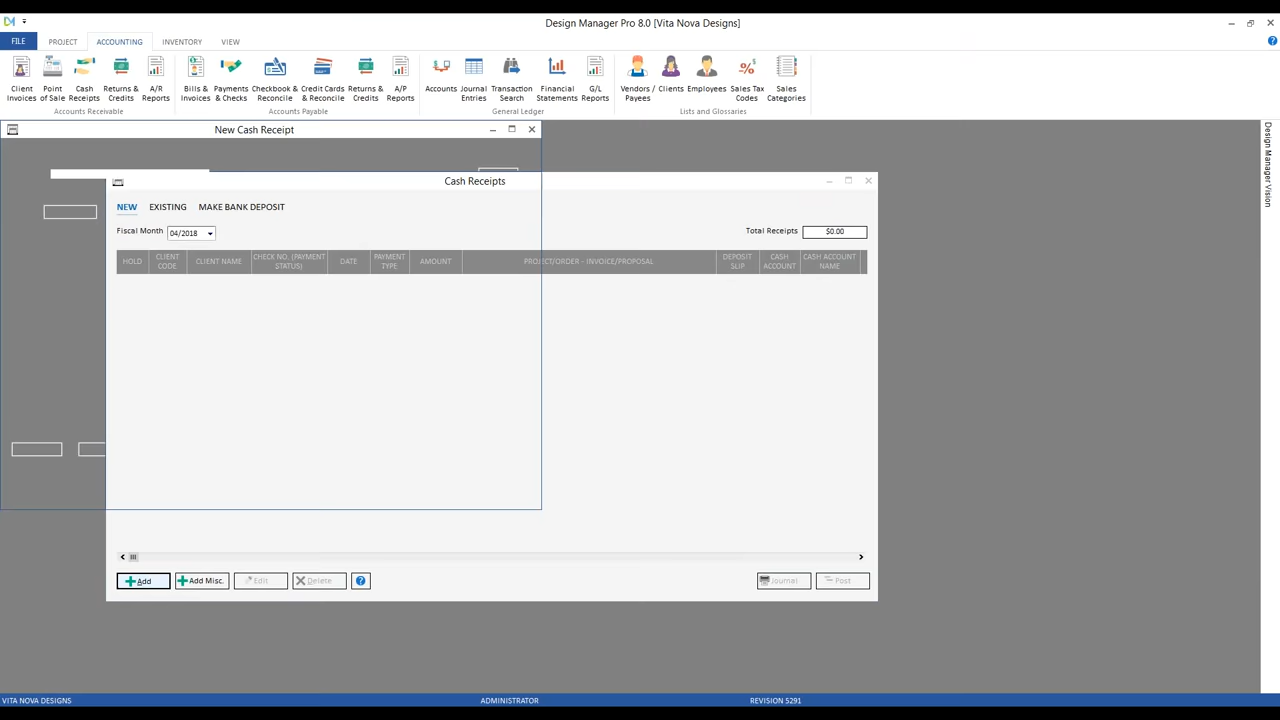 Design Manager Pro 8.0 [Vita Nova Designs]
FILE PROJECT ACCOUNTING INVENTORY VIEW
Client Invoices
Point of Sale
Cash Receipts
Returns & Credits
A/R Reports
Bills & Invoices
Payments & Checks
Checkbook & Reconcile
Credit Cards & Reconcile
Returns & Credits
A/P Reports
Accounts
Journal Entries
Transaction Search
Financial Statements
G/L Reports
Vendors / Payees
Clients
Employees
Sales Tax Codes
Sales Categories
Accounts Receivable
Accounts Payable
General Ledger
Lists and Glossaries
Design Manager Vision
New Cash Receipt
Cash Receipts
NEW EXISTING MAKE BANK DEPOSIT
Fiscal Month 04/2018
Total Receipts $0.00
HOLD
CLIENT CODE
CLIENT NAME
CHECK NO. (PAYMENT STATUS)
DATE
PAYMENT TYPE
AMOUNT
PROJECT/ORDER - INVOICE/PROPOSAL
DEPOSIT SLIP
CASH ACCOUNT
CASH ACCOUNT NAME
Add Add Misc. Edit Delete ? Journal Post
VITA NOVA DESIGNS ADMINISTRATOR REVISION 5291